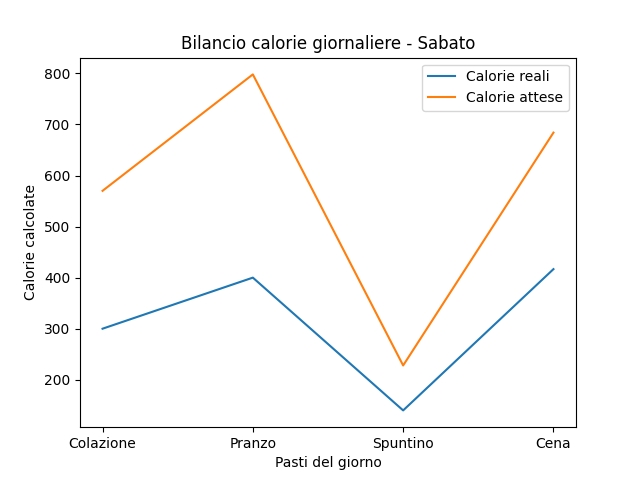 Bilancio calorie giornaliere - Sabato
Calorie reali
Calorie attese
Calorie calcolate
800
700
600
500
400
300
200
Colazione
Pranzo
Spuntino
Cena
Pasti del giorno